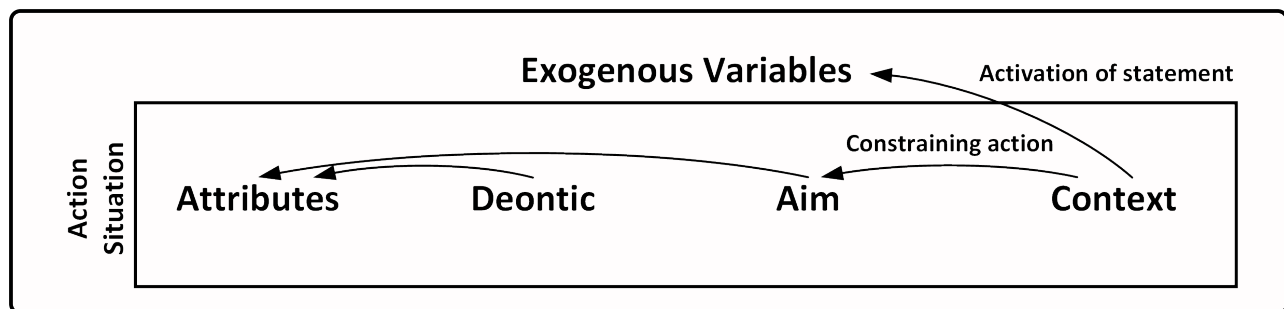 Exogenous Variables
Activation of statement
Constraining action
Action
Situation
Attributes
Deontic
Aim
Context